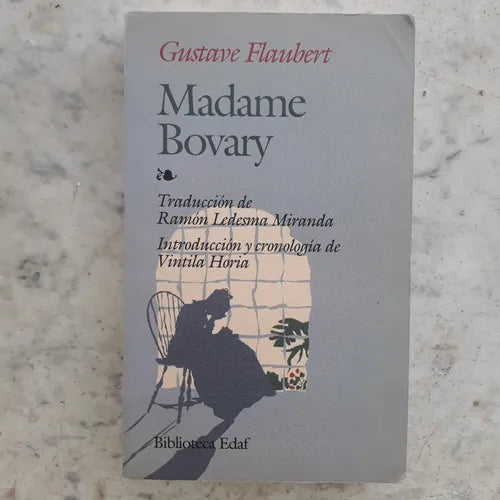 Gustave Flaubert
Madame
Bovary
Traducción de
Ramón Ledesma Miranda
Introducción y cronología de
Vintila Horia
Biblioteca Edaf